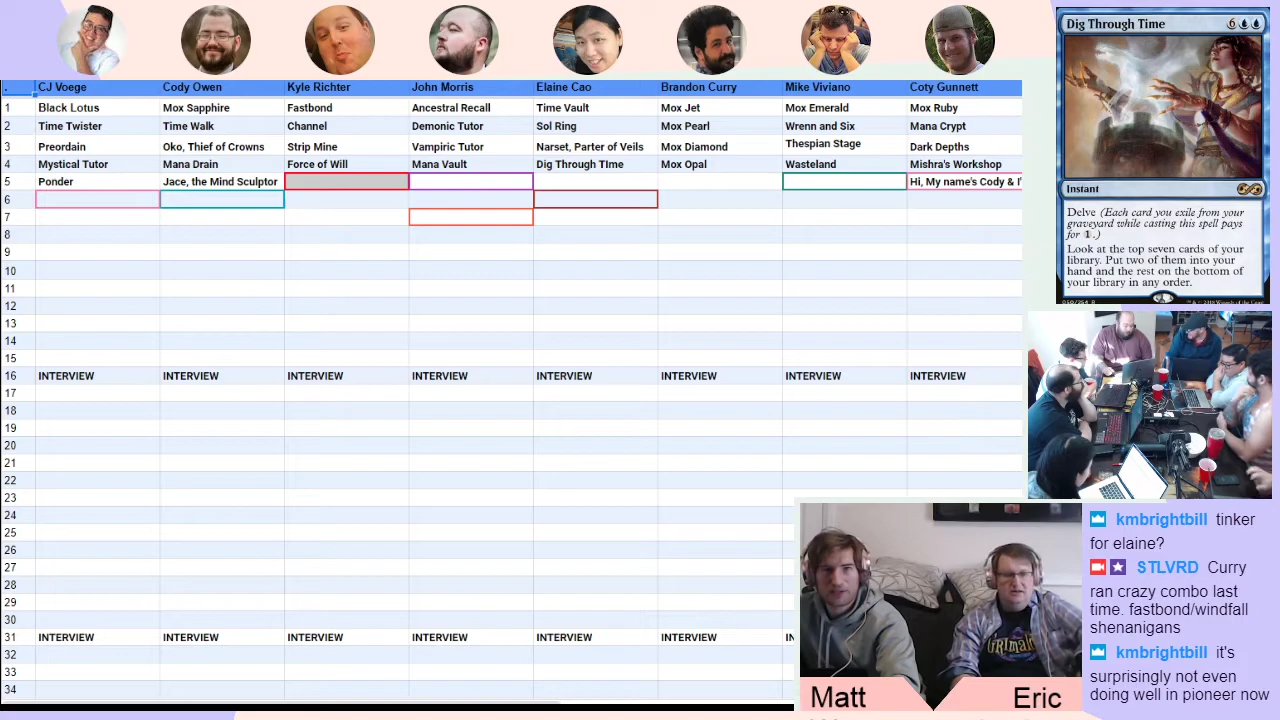 . CJ Voege Cody Owen Kyle Richter John Morris Elaine Cao Brandon Curry Mike Viviano Coty Gunnett
1 Black Lotus Mox Sapphire Fastbond Ancestral Recall Time Vault Mox Jet Mox Emerald Mox Ruby
2 Time Twister Time Walk Channel Demonic Tutor Sol Ring Mox Pearl Wrenn and Six Mana Crypt
3 Preordain Oko, Thief of Crowns Strip Mine Vampiric Tutor Narset, Parter of Veils Mox Diamond Thespian Stage Dark Depths
4 Mystical Tutor Mana Drain Force of Will Mana Vault Dig Through TIme Mox Opal Wasteland Mishra's Workshop
5 Ponder Jace, the Mind Sculptor Hi, My name's Cody & I'
6
7
8
9
10
11
12
13
14
15
16 INTERVIEW INTERVIEW INTERVIEW INTERVIEW INTERVIEW INTERVIEW INTERVIEW INTERVIEW
17
18
19
20
21
22
23
24
25
26
27
28
29
30
31 INTERVIEW INTERVIEW INTERVIEW INTERVIEW INTERVIEW INTERVIEW IN
32
33
34
Dig Through Time 6
Instant
Delve (Each card you exile from your
graveyard while casting this spell pays
for 1.)
Look at the top seven cards of your
library. Put two of them into your
hand and the rest on the bottom of
your library in any order.
GRIMAL
Matt Eric
kmbrightbill tinker
for elaine?
STLVRD Curry
ran crazy combo last
time. fastbond/windfall
shenanigans
kmbrightbill it's
surprisingly not even
doing well in pioneer now